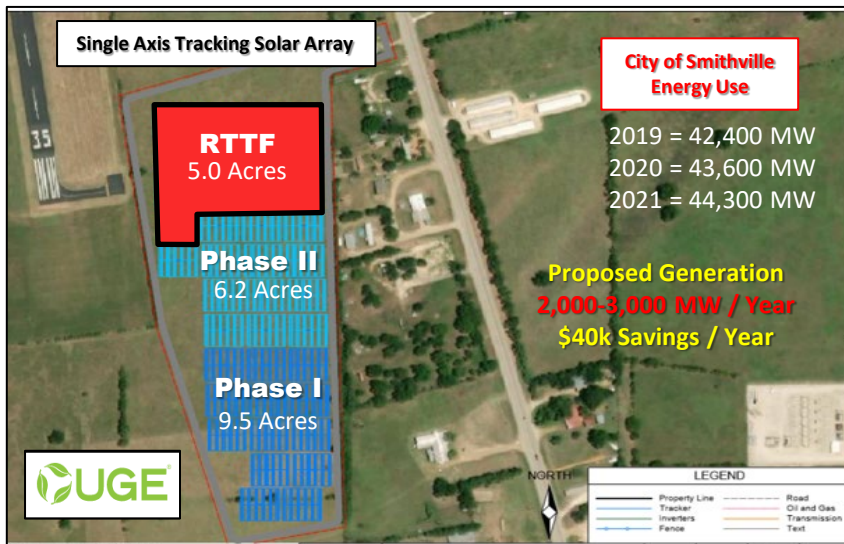 Single Axis Tracking Solar Array
35
RTTF
5.0 Acres
Phase II
6.2 Acres
Phase I
9.5 Acres
UGE
City of Smithville
Energy Use
2019 = 42,400 MW
2020 = 43,600 MW
2021 = 44,300 MW
Proposed Generation
2,000-3,000 MW / Year
$40k Savings / Year
NORTH
LEGEND
Property Line
Road
Tracker
Oil and Gas
Inverters
Transmission
Fence
Text